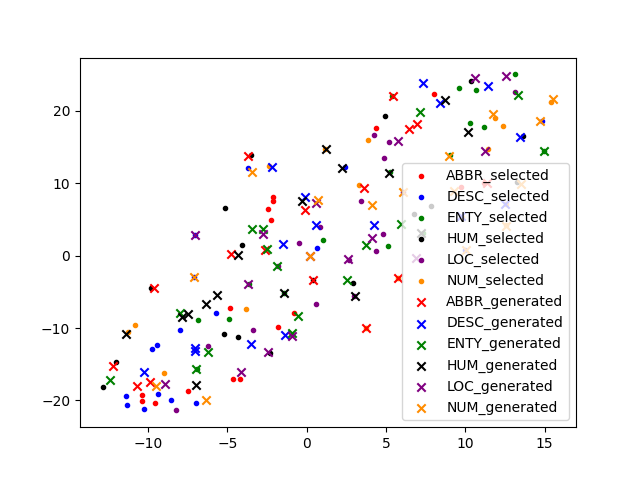 20
10
0
−10
−20
−10
−5
0
5
10
15
ABBR_selected
DESC_selected
ENTY_selected
HUM_selected
LOC_selected
NUM_selected
ABBR_generated
DESC_generated
ENTY_generated
HUM_generated
LOC_generated
NUM_generated